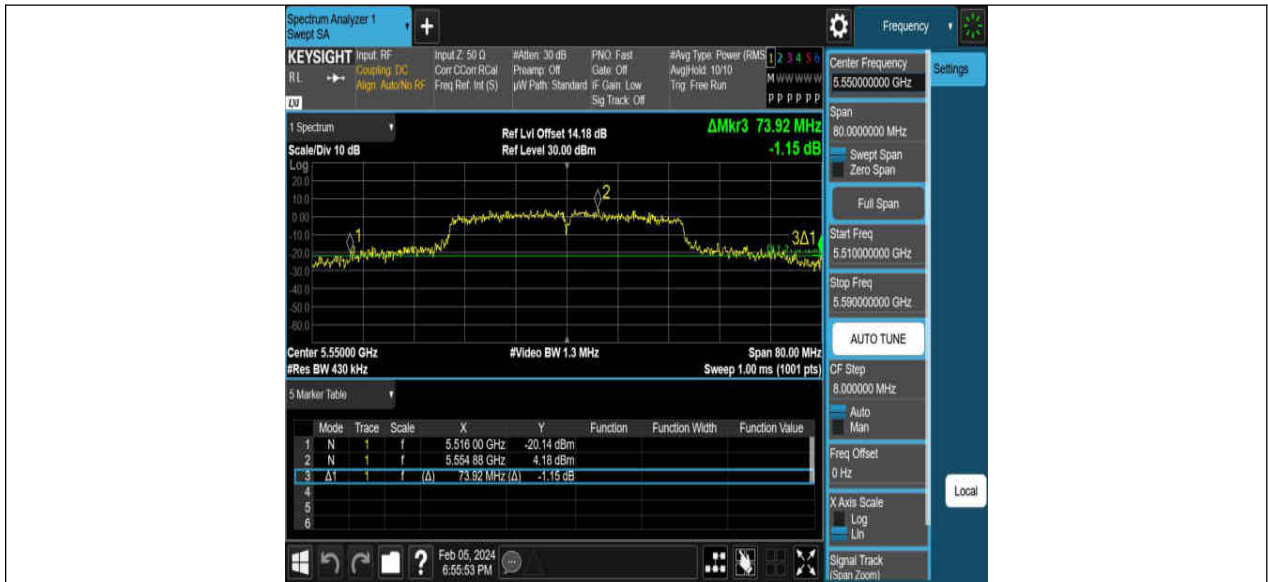 Spectrum Analyzer 1
Swept SA
+
Frequency
KEYSIGHT
RL
LXI
Input: RF
Coupling: DC
Align: Auto/No RF
Input Z: 50 Ω
Corr CCorr RCal
Freq Ref: Int (S)
#Atten: 30 dB
Preamp: Off
µW Path: Standard
PNO: Fast
Gate: Off
IF Gain: Low
Sig Track: Off
#Avg Type: Power (RMS
Avg|Hold: 10/10
Trig: Free Run
1 2 3 4 5 6
M W W W W W
P P P P P P
Center Frequency
5.550000000 GHz
Settings
1 Spectrum
Scale/Div 10 dB
Ref Lvl Offset 14.18 dB
Ref Level 30.00 dBm
ΔMkr3 73.92 MHz
-1.15 dB
Log
20.0
10.0
0.00
-10.0
-20.0
-30.0
-40.0
-50.0
-60.0
1
2
3Δ1
Center 5.55000 GHz
#Res BW 430 kHz
#Video BW 1.3 MHz
Span 80.00 MHz
Sweep 1.00 ms (1001 pts)
Span
80.0000000 MHz
Swept Span
Zero Span
Full Span
Start Freq
5.510000000 GHz
Stop Freq
5.590000000 GHz
AUTO TUNE
CF Step
8.000000 MHz
Auto
Man
Freq Offset
0 Hz
X Axis Scale
Log
Lin
Signal Track
(Span Zoom)
Local
5 Marker Table
Mode Trace Scale X Y Function Function Width Function Value
1 N 1 f 5.516 00 GHz -20.14 dBm
2 N 1 f 5.554 88 GHz 4.18 dBm
3 Δ1 1 f (Δ) 73.92 MHz (Δ) -1.15 dB
4
5
6
?
Feb 05, 2024
6:55:53 PM